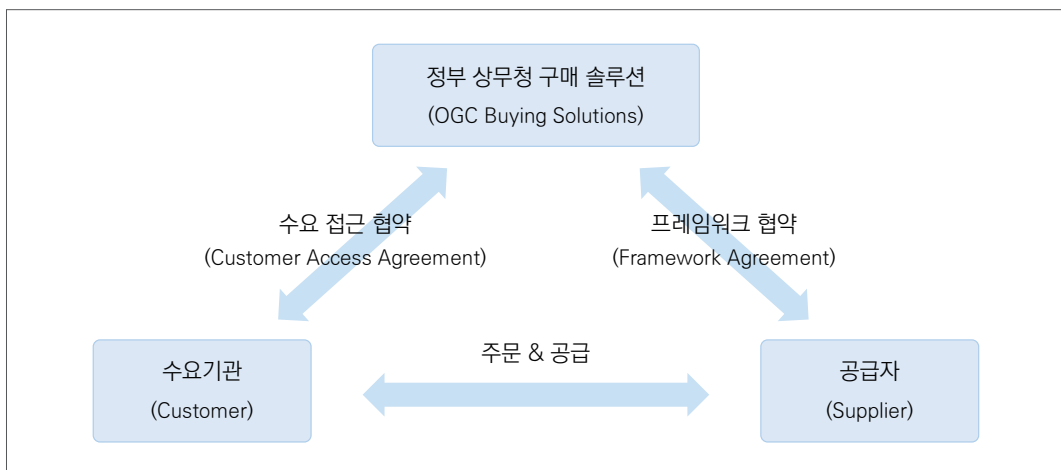 정부 상무청 구매 솔루션
(OGC Buying Solutions)
수요 접근 협약
(Customer Access Agreement)
프레임워크 협약
(Framework Agreement)
주문 & 공급
수요기관
(Customer)
공급자
(Supplier)